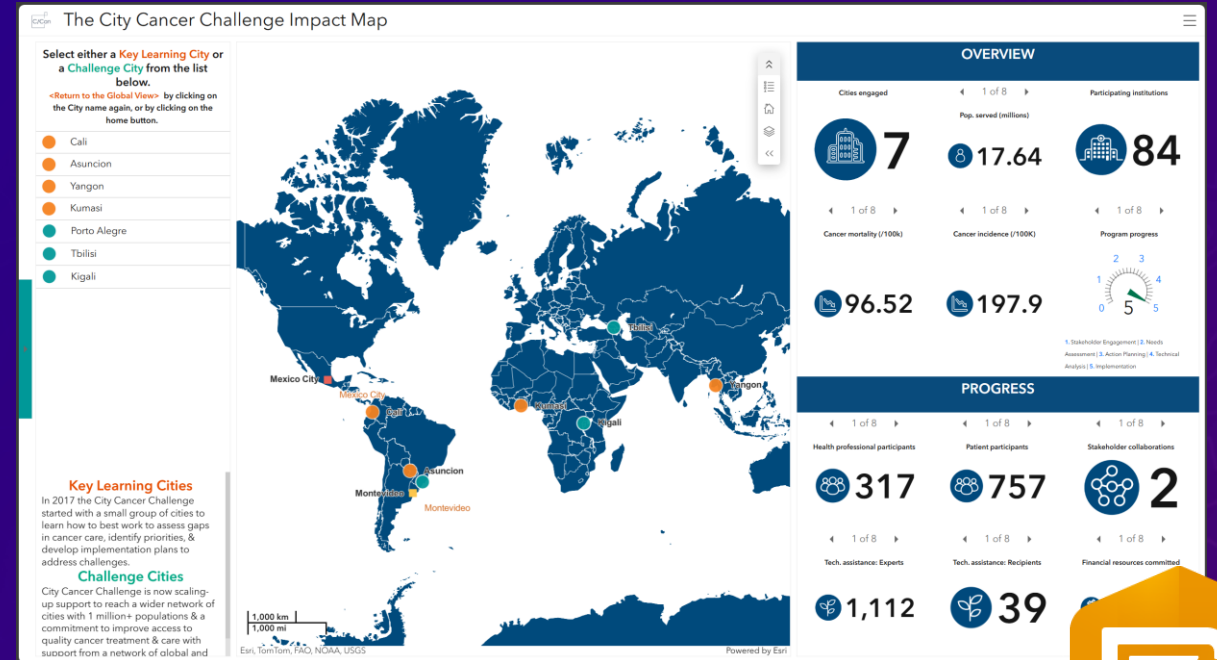 C/Can
The City Cancer Challenge Impact Map
Select either a Key Learning City or
a Challenge City from the list
below.
<Return to the Global View> by clicking on
the City name again, or by clicking on the
home button.
Cali
Asuncion
Yangon
Kumasi
Porto Alegre
Tbilisi
Kigali
Key Learning Cities
In 2017 the City Cancer Challenge
started with a small group of cities to
learn how to best work to assess gaps
in cancer care, identify priorities, &
develop implementation plans to
address challenges.
Challenge Cities
City Cancer Challenge is now scaling-
up support to reach a wider network of
cities with 1 million+ populations & a
commitment to improve access to
quality cancer treatment & care with
support from a network of global and
Tbilisi
Mexico City
Mexico City
Yangon
Cali
Kumasi
Kigali
Asuncion
Montevideo
Montevideo
1,000 km
1,000 mi
Esri, TomTom, FAO, NOAA, USGS
Powered by Esri
OVERVIEW
Cities engaged
7
1 of 8
Pop. served (millions)
17.64
Participating institutions
84
1 of 8
Cancer mortality (/100k)
96.52
1 of 8
Cancer incidence (/100K)
197.9
1 of 8
Program progress
0 1 2 3 4 5
5
1. Stakeholder Engagement | 2. Needs
Assessment | 3. Action Planning | 4. Technical
Analysis | 5. Implementation
PROGRESS
1 of 8
Health professional participants
317
1 of 8
Patient participants
757
1 of 8
Stakeholder collaborations
2
1 of 8
Tech. assistance: Experts
1,112
1 of 8
Tech. assistance: Recipients
39
1 of 8
Financial resources committed